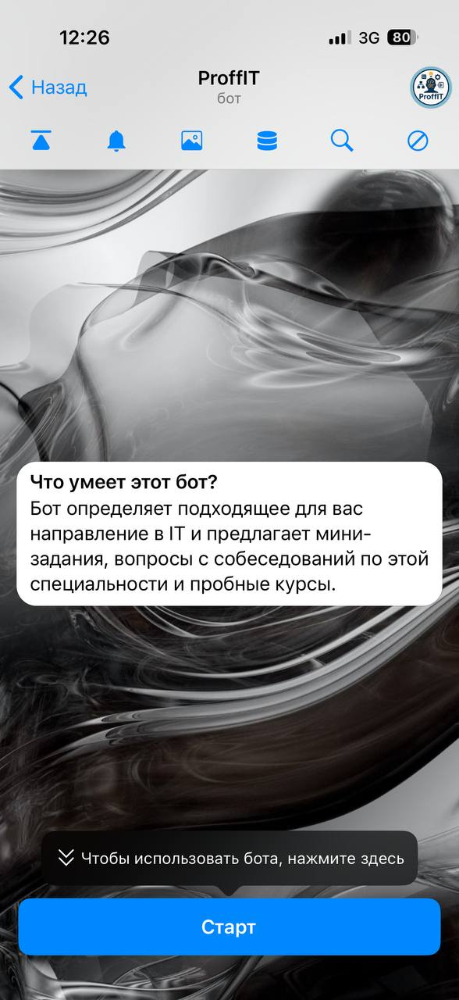 12:26
3G
80
Назад
ProffIT
бот
ProffIT
Что умеет этот бот?
Бот определяет подходящее для вас
направление в IT и предлагает мини-
задания, вопросы с собеседований по этой
специальности и пробные курсы.
Чтобы использовать бота, нажмите здесь
Старт